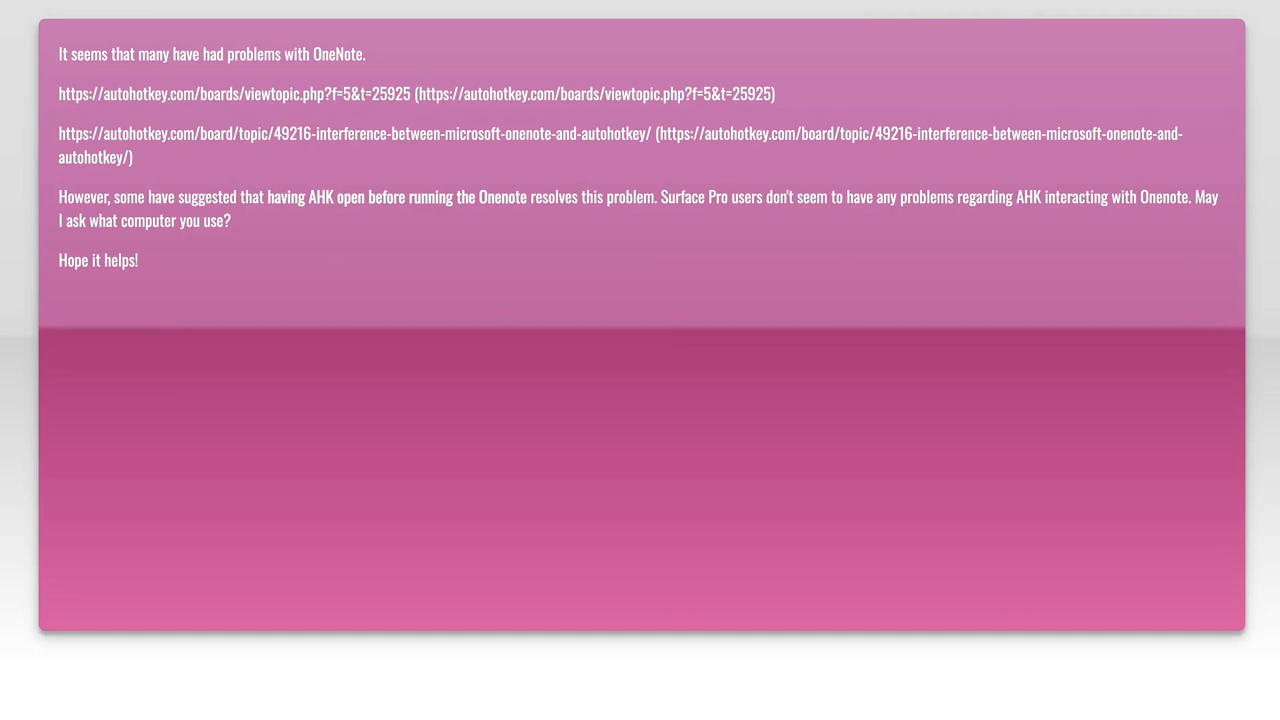 It seems that many have had problems with OneNote.
https://autohotkey.com/boards/viewtopic.php?f=5&t=25925 (https://autohotkey.com/boards/viewtopic.php?f=5&t=25925)
https://autohotkey.com/board/topic/49216-interference-between-microsoft-onenote-and-autohotkey/ (https://autohotkey.com/board/topic/49216-interference-between-microsoft-onenote-and-
autohotkey/)
However, some have suggested that having AHK open before running the Onenote resolves this problem. Surface Pro users don't seem to have any problems regarding AHK interacting with Onenote. May
I ask what computer you use?
Hope it helps!